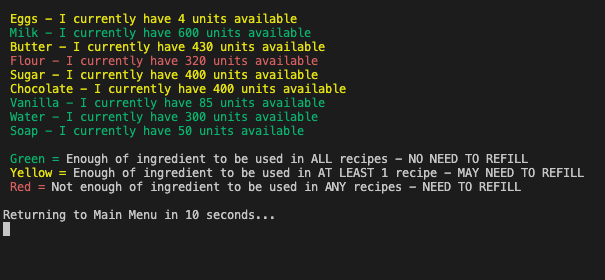 Eggs - I currently have 4 units available
Milk - I currently have 600 units available
Butter - I currently have 430 units available
Flour - I currently have 320 units available
Sugar - I currently have 400 units available
Chocolate - I currently have 400 units available
Vanilla - I currently have 85 units available
Water - I currently have 300 units available
Soap - I currently have 50 units available
Green = Enough of ingredient to be used in ALL recipes - NO NEED TO REFILL
Yellow = Enough of ingredient to be used in AT LEAST 1 recipe - MAY NEED TO REFILL
Red = Not enough of ingredient to be used in ANY recipes - NEED TO REFILL
Returning to Main Menu in 10 seconds...